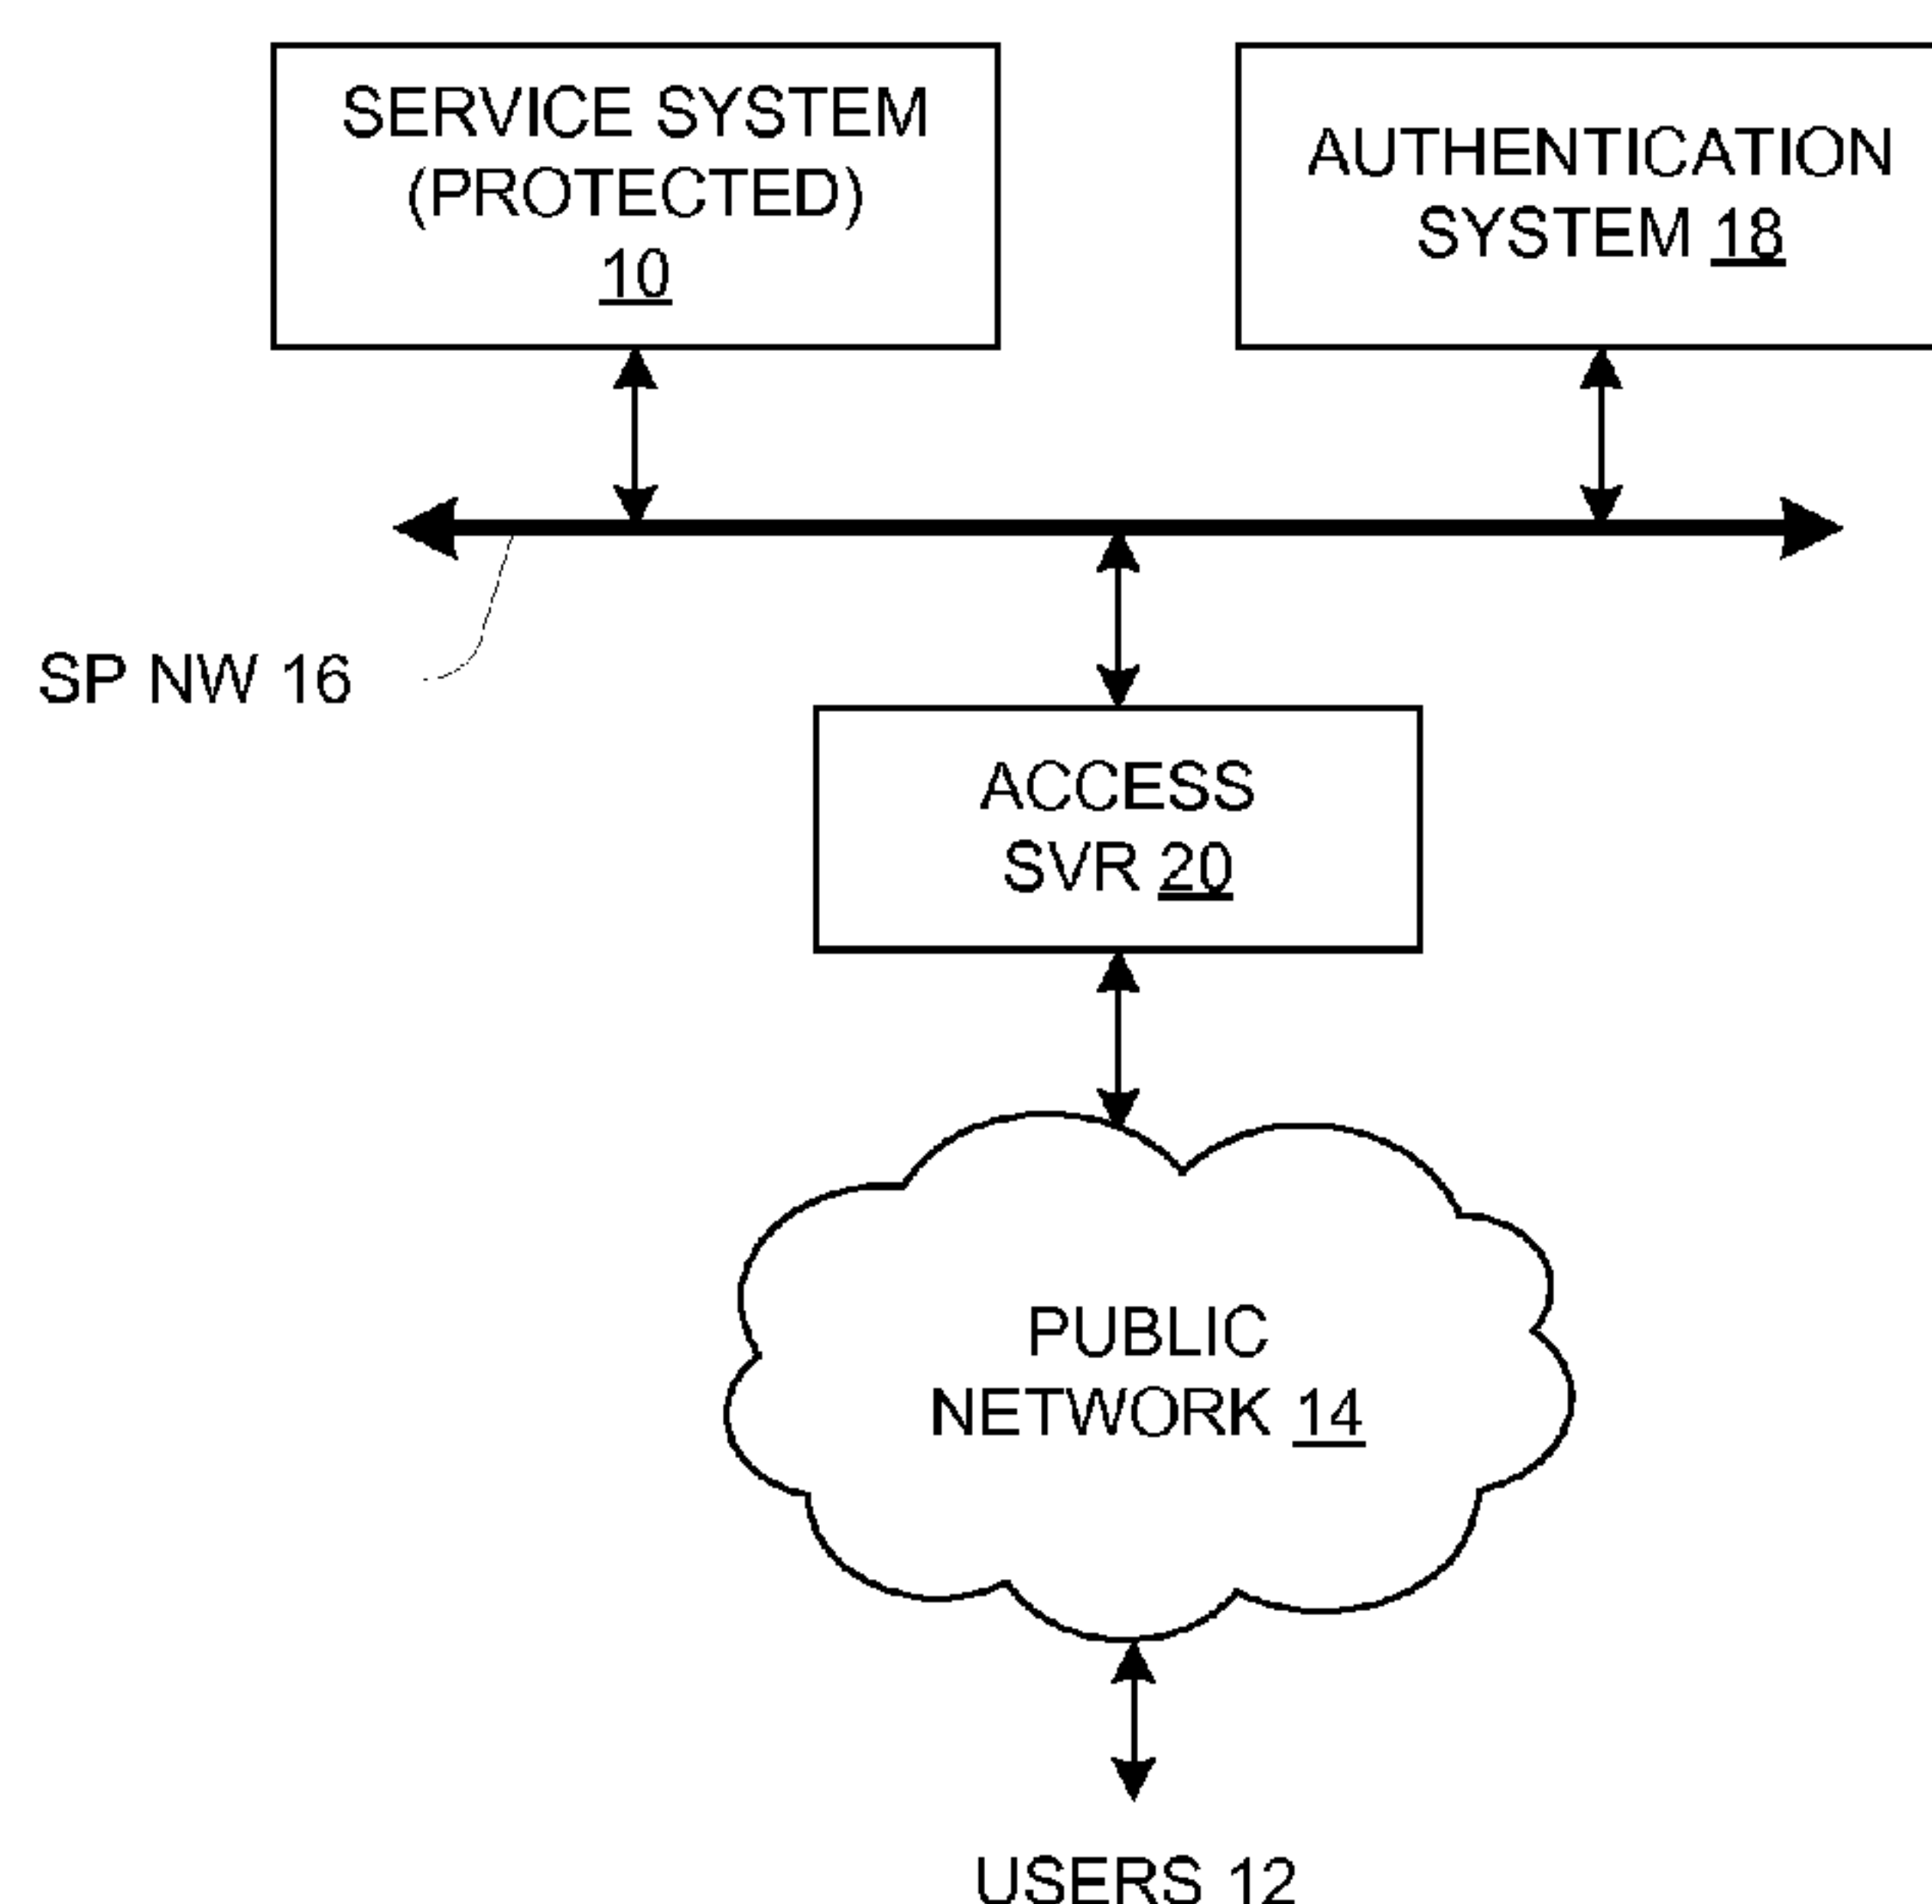 SERVICE SYSTEM
(PROTECTED)
10
AUTHENTICATION
SYSTEM 18
SP NW 16
ACCESS
SVR 20
PUBLIC
NETWORK 14
USERS 12